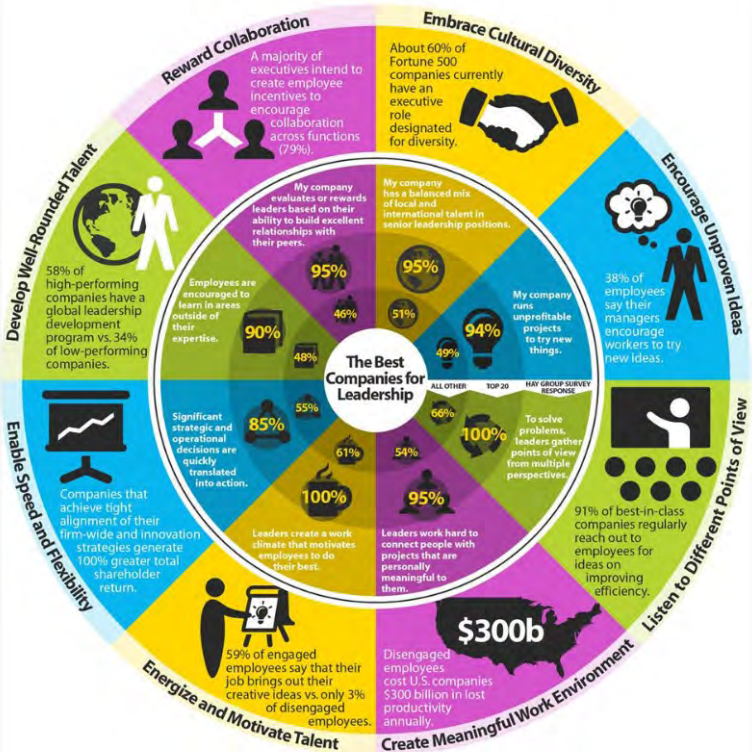 Reward Collaboration
A majority of
executives intend to
create employee
incentives to
encourage
collaboration
across functions
(79%).
Embrace Cultural Diversity
About 60% of
Fortune 500
companies currently
have an
executive
role
designated
for diversity.
Encourage Unproven Ideas
38% of
employees
say their
managers
encourage
workers to try
new ideas.
Listen to Different Points of View
91% of best-in-class
companies regularly
reach out to
employees for
ideas on
improving
efficiency.
Create Meaningful Work Environment
$300b
Disengaged
employees
cost U.S. companies
$300 billion in lost
productivity
annually.
Energize and Motivate Talent
59% of engaged
employees say that their
job brings out their
creative ideas vs. only 3%
of disengaged
employees.
Enable Speed and Flexibility
Companies that
achieve tight
alignment of their
firm-wide and innovation
strategies generate
100% greater total
shareholder
return.
Develop Well-Rounded Talent
58% of
high-performing
companies have a
global leadership
development
program vs. 34%
of low-performing
companies.
My company
evaluates or rewards
leaders based on their
ability to build excellent
relationships with
their peers.
95%
46%
My company
has a balanced mix
of local and
international talent in
senior leadership positions.
95%
51%
My company
runs
unprofitable
projects
to try new
things.
94%
49%
The Best
Companies for
Leadership
ALL OTHER
TOP 20
HAY GROUP SURVEY
RESPONSE
To solve
problems,
leaders gather
points of view
from multiple
perspectives.
66%
100%
Leaders work hard to
connect people with
projects that are
personally
meaningful to
them.
54%
95%
Leaders create a work
climate that motivates
employees to do
their best.
61%
100%
Significant
strategic and
operational
decisions are
quickly
translated
into action.
85%
55%
Employees are
encouraged to
learn in areas
outside of
their
expertise.
90%
48%